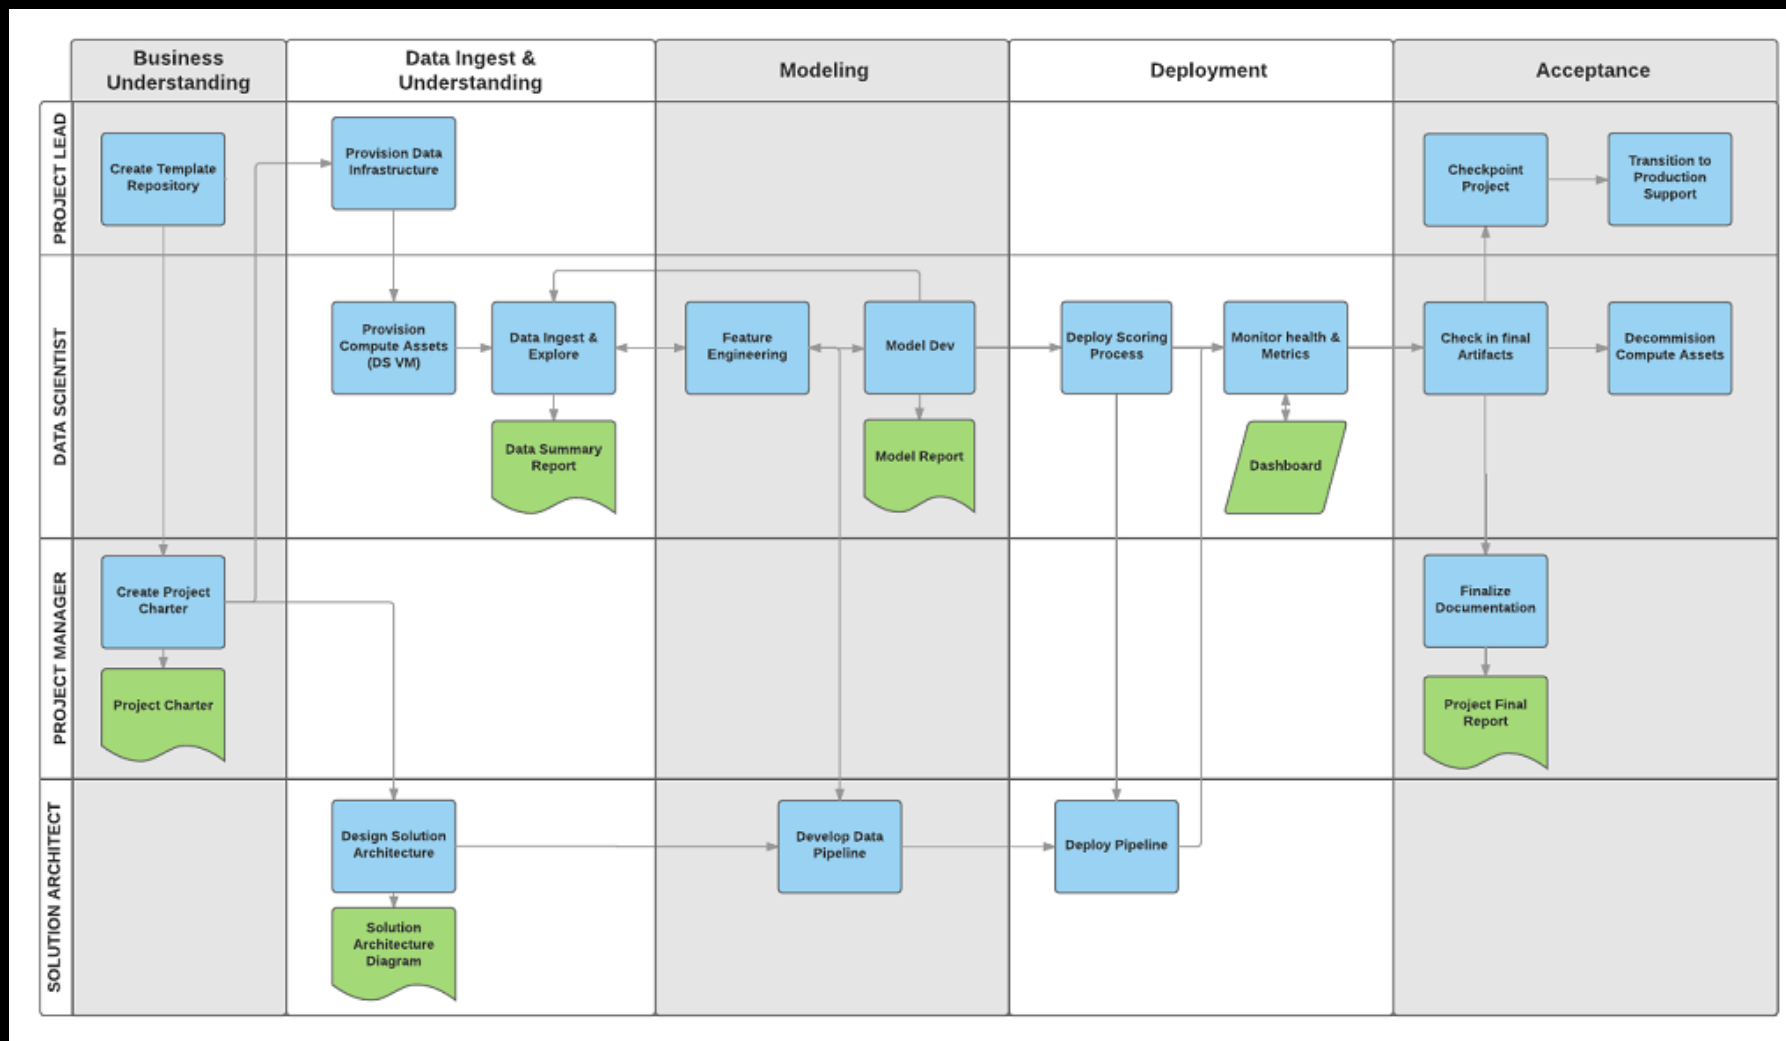 Business
Understanding
Data Ingest &
Understanding
Modeling
Deployment
Acceptance
PROJECT LEAD
Create Template
Repository
Provision Data
Infrastructure
Checkpoint
Project
Transition to
Production
Support
DATA SCIENTIST
Provision
Compute Assets
(DS VM)
Data Ingest &
Explore
Feature
Engineering
Model Dev
Deploy Scoring
Process
Monitor health &
Metrics
Check in final
Artifacts
Decommision
Compute Assets
Data Summary
Report
Model Report
Dashboard
PROJECT MANAGER
Create Project
Charter
Finalize
Documentation
Project Charter
Project Final
Report
SOLUTION ARCHITECT
Design Solution
Architecture
Develop Data
Pipeline
Deploy Pipeline
Solution
Architecture
Diagram